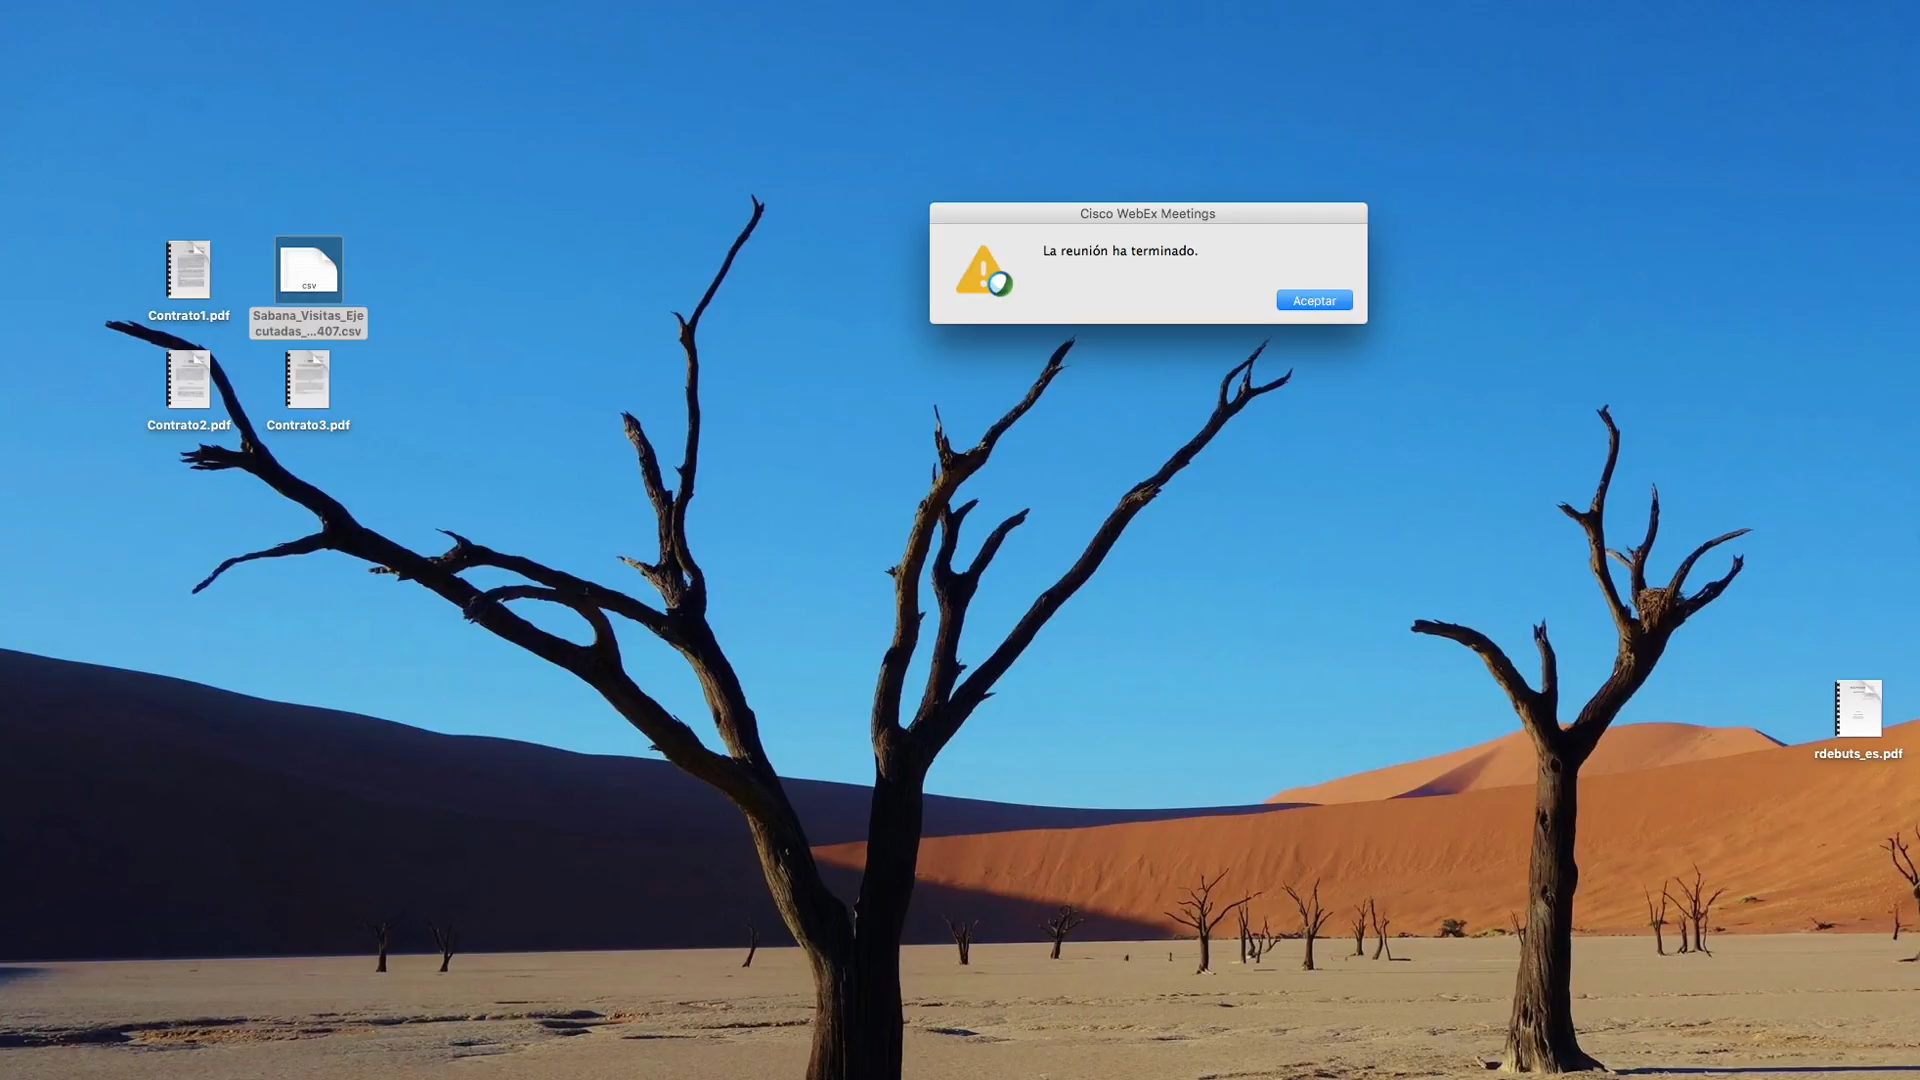 Cisco WebEx Meetings
La reunión ha terminado.
Aceptar
Contrato1.pdf
csv
Sabana_Visitas_Eje
cutadas_...407.csv
Contrato2.pdf
Contrato3.pdf
rdebuts_es.pdf